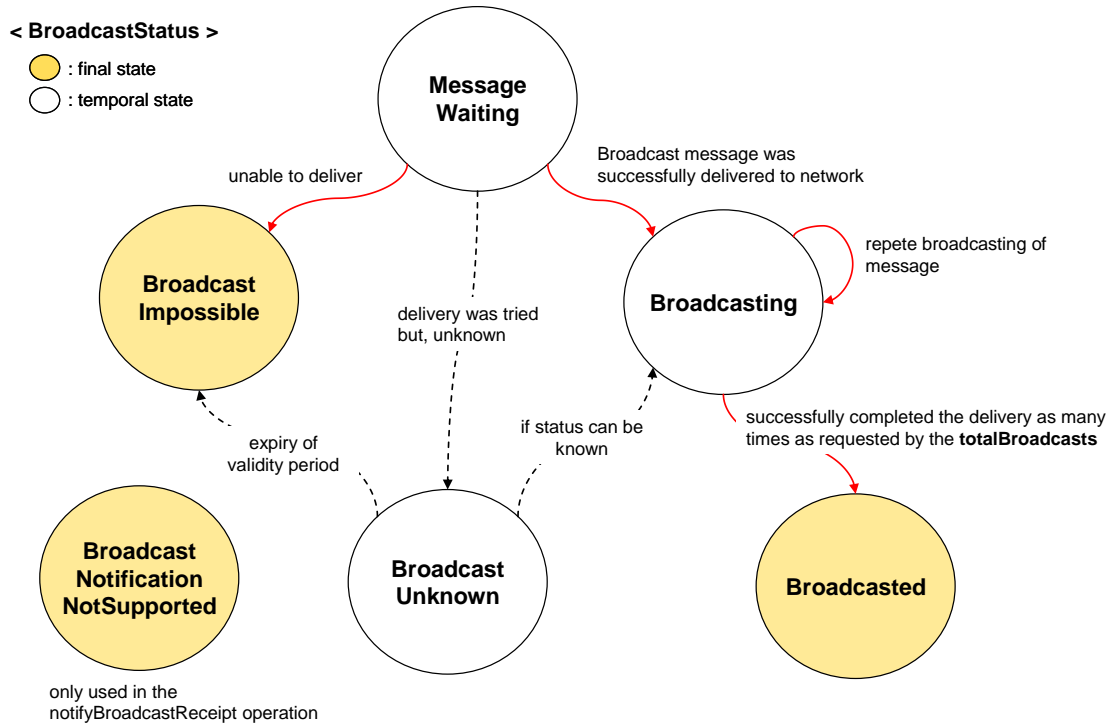 < BroadcastStatus >
: final state
: temporal state
Message
Waiting
unable to deliver
Broadcast message was
successfully delivered to network
repete broadcasting of
message
Broadcast
Impossible
Broadcasting
delivery was tried
but, unknown
expiry of
validity period
if status can be
known
successfully completed the delivery as many
times as requested by the totalBroadcasts
Broadcast
Notification
NotSupported
Broadcast
Unknown
Broadcasted
only used in the
notifyBroadcastReceipt operation